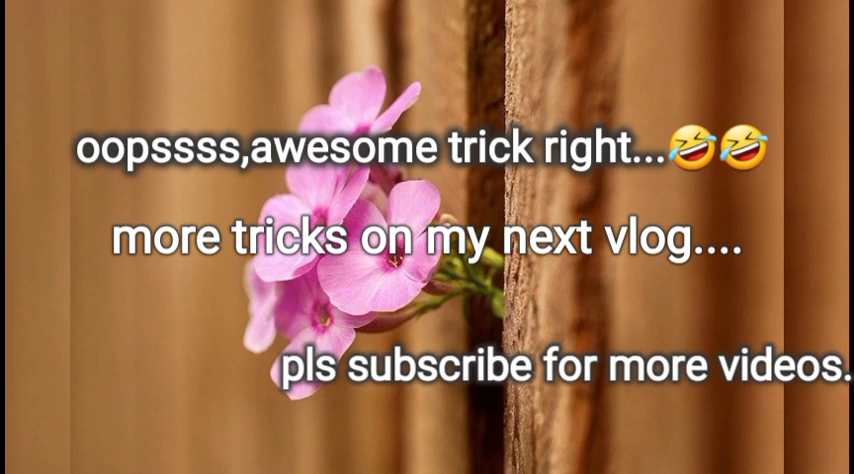 oopssss,awesome trick right...🤣🤣
more tricks on my next vlog....
pls subscribe for more videos.